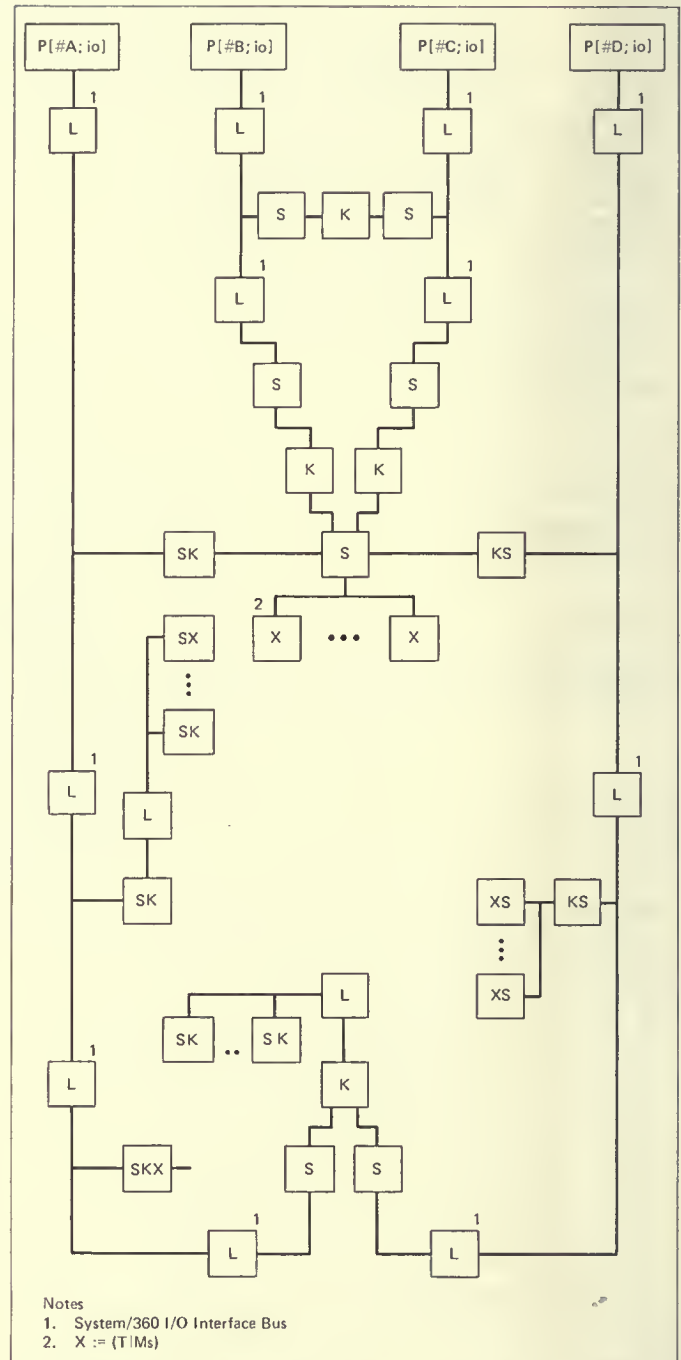 P[#A; io] P[#B; io] P[#C; io] P[#D; io]
1 1 1 1
L L L L
S K S
1 1
L L
S S
K K
SK S KS
2
X ••• X
SX
⋮
SK
1 1
L L
L
SK XS KS
⋮
XS
L
SK .. SK
1
L K
SKX S S
1 1
L L
Notes
1. System/360 I/O Interface Bus
2. X := (T|Ms)